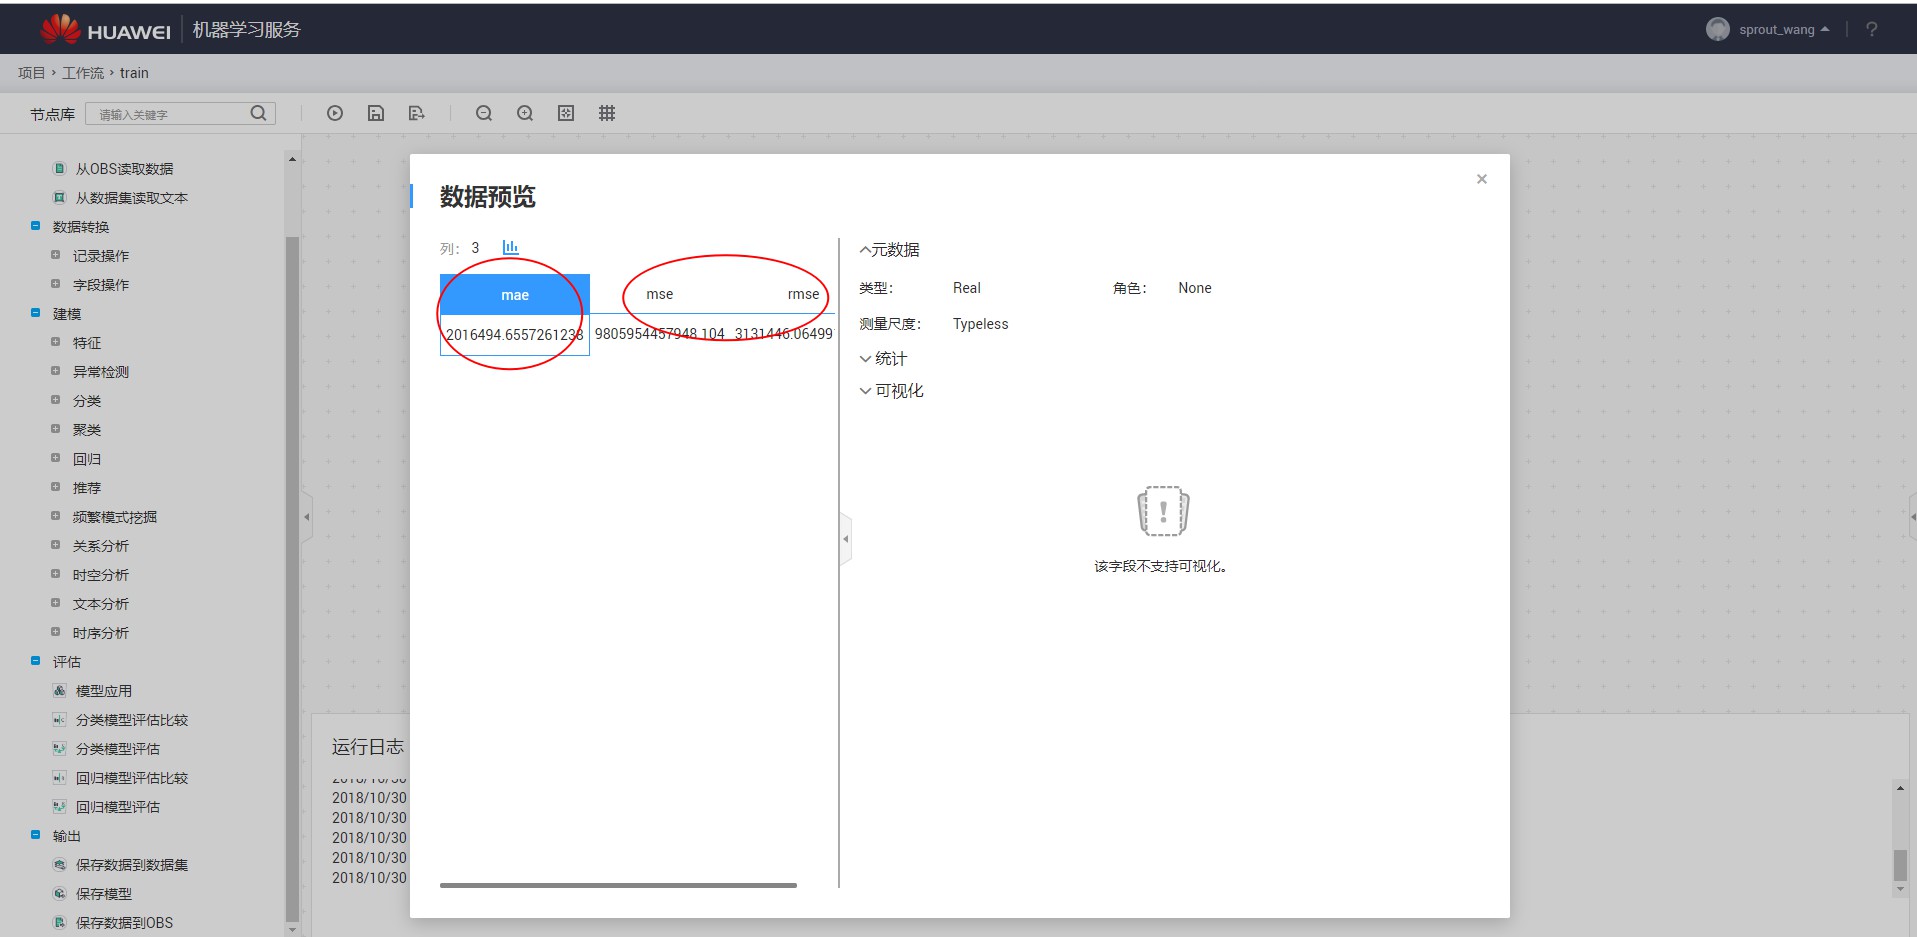 HUAWEI 机器学习服务
sprout_wang ?
项目 › 工作流 › train
节点库 请输入关键字
从OBS读取数据
从数据集读取文本
数据转换
记录操作
字段操作
建模
特征
异常检测
分类
聚类
回归
推荐
频繁模式挖掘
关系分析
时空分析
文本分析
时序分析
评估
模型应用
分类模型评估比较
分类模型评估
回归模型评估比较
回归模型评估
输出
保存数据到数据集
保存模型
保存数据到OBS
数据预览
列: 3
mae mse rmse
2016494.6557261238 9805954457948.104 3131446.06499
元数据
类型: Real 角色: None
测量尺度: Typeless
统计
可视化
该字段不支持可视化。
运行日志
2018/10/30
2018/10/30
2018/10/30
2018/10/30
2018/10/30
2018/10/30